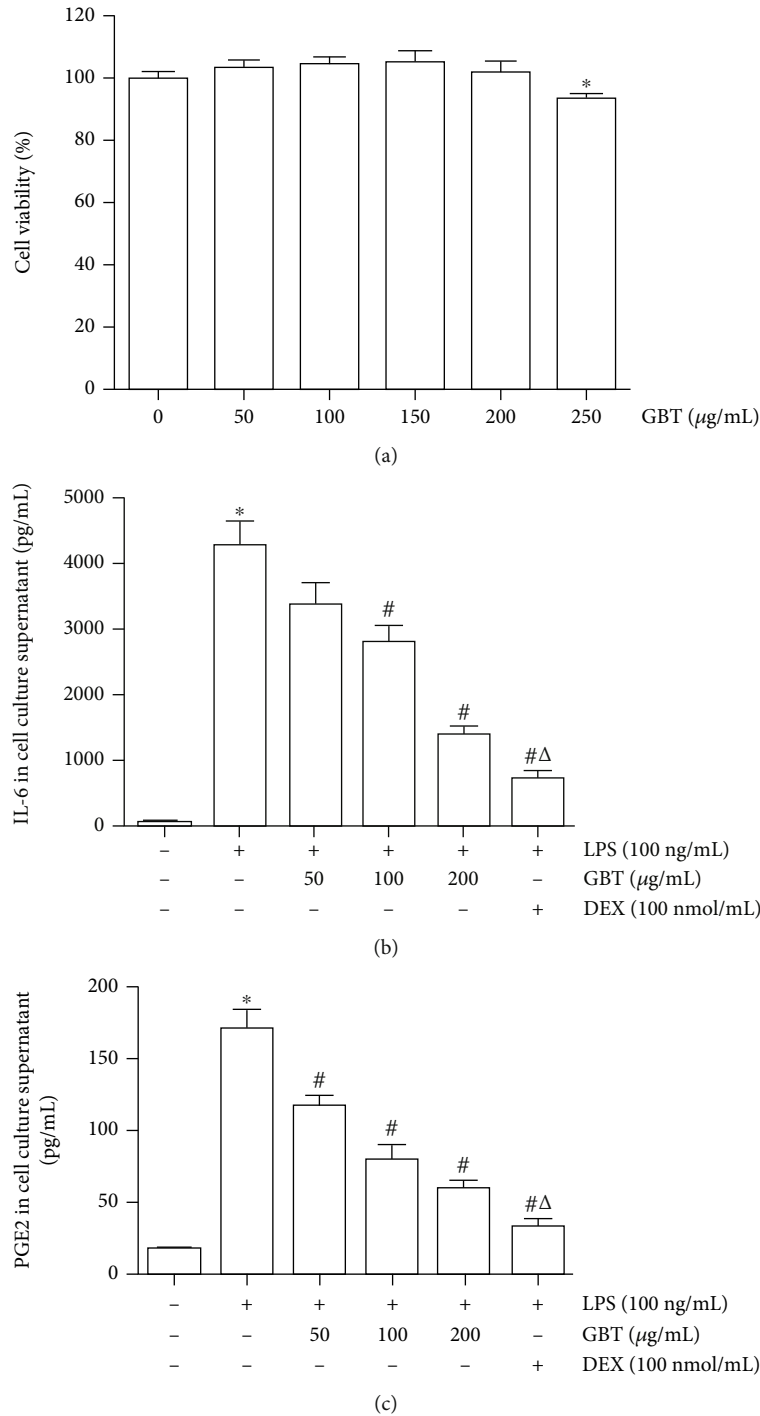 120
100
80
60
40
20
0
Cell viability (%)
*
0 50 100 150 200 250 GBT (μg/mL)
(a)
5000
4000
3000
2000
1000
0
IL-6 in cell culture supernatant (pg/mL)
*
#
#
#Δ
– + + + + + LPS (100 ng/mL)
– – 50 100 200 – GBT (μg/mL)
– – – – – + DEX (100 nmol/mL)
(b)
200
150
100
50
0
PGE2 in cell culture supernatant
(pg/mL)
*
#
#
#
#Δ
– + + + + + LPS (100 ng/mL)
– – 50 100 200 – GBT (μg/mL)
– – – – – + DEX (100 nmol/mL)
(c)